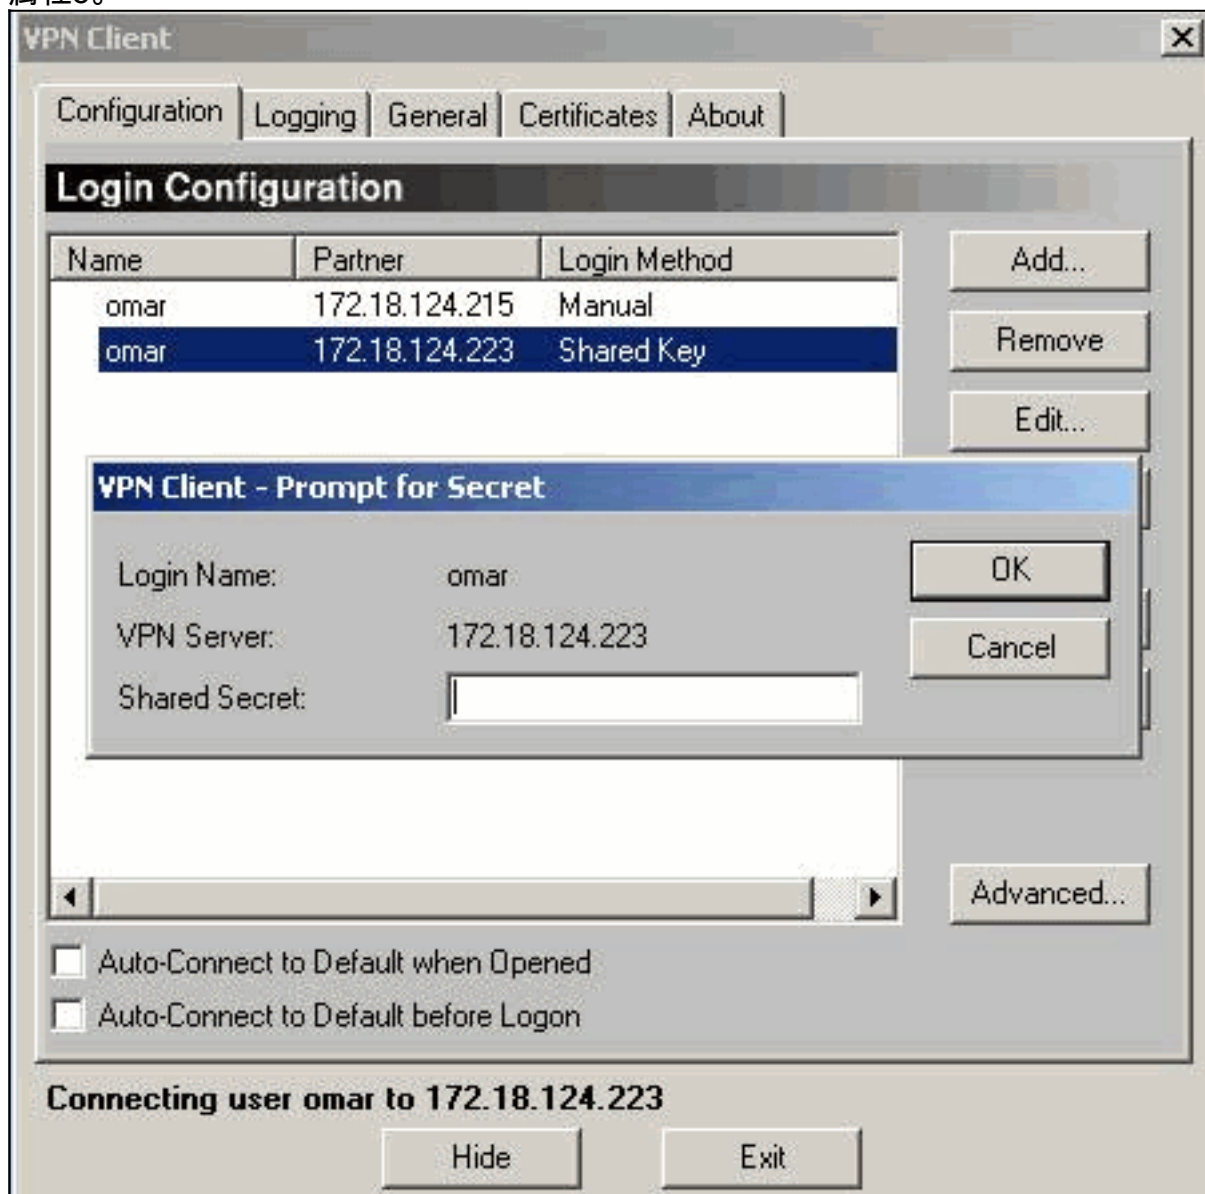 属性5。
VPN Client
Configuration Logging General Certificates About
Login Configuration
Name Partner Login Method
omar 172.18.124.215 Manual
omar 172.18.124.223 Shared Key
Add...
Remove
Edit...
VPN Client - Prompt for Secret
Login Name: omar
VPN Server: 172.18.124.223
Shared Secret:
OK
Cancel
Advanced...
Auto-Connect to Default when Opened
Auto-Connect to Default before Logon
Connecting user omar to 172.18.124.223
Hide Exit